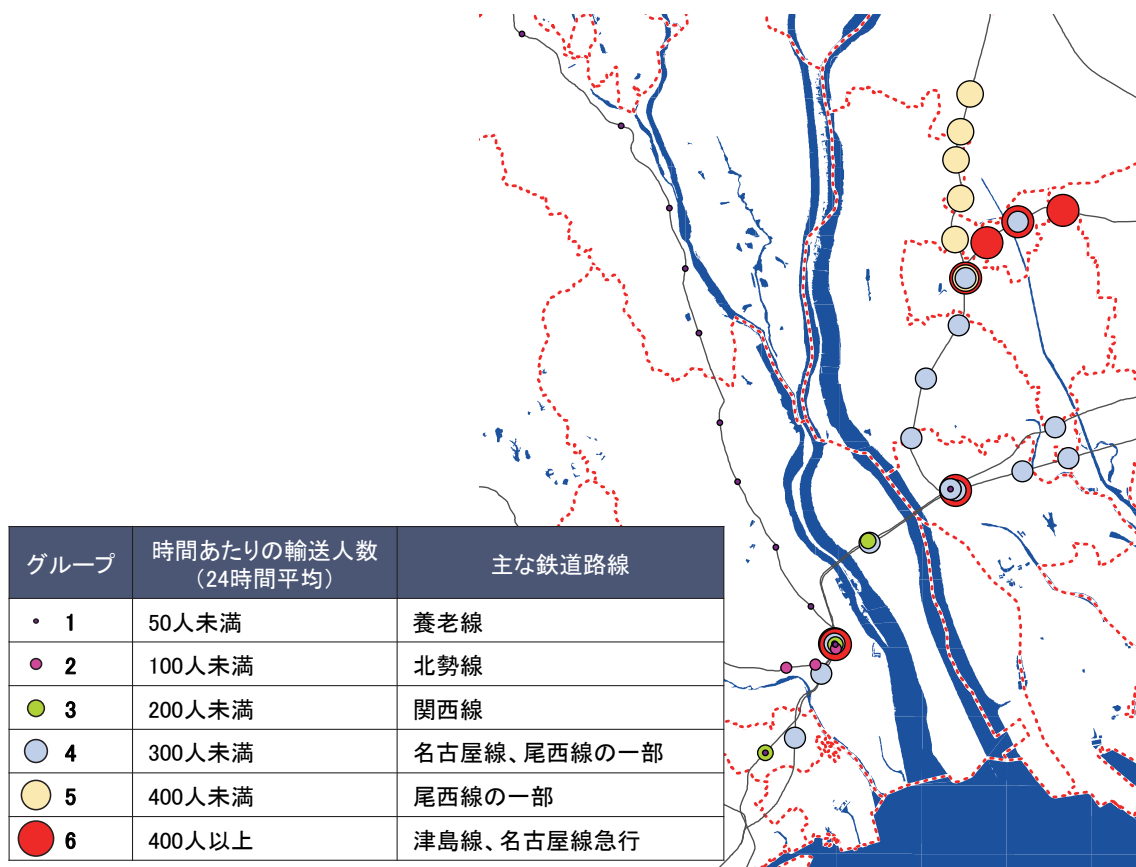 グループ 時間あたりの輸送人数 主な鉄道路線
（24時間平均）
1 50人未満 養老線
2 100人未満 北勢線
3 200人未満 関西線
4 300人未満 名古屋線、尾西線の一部
5 400人未満 尾西線の一部
6 400人以上 津島線、名古屋線急行